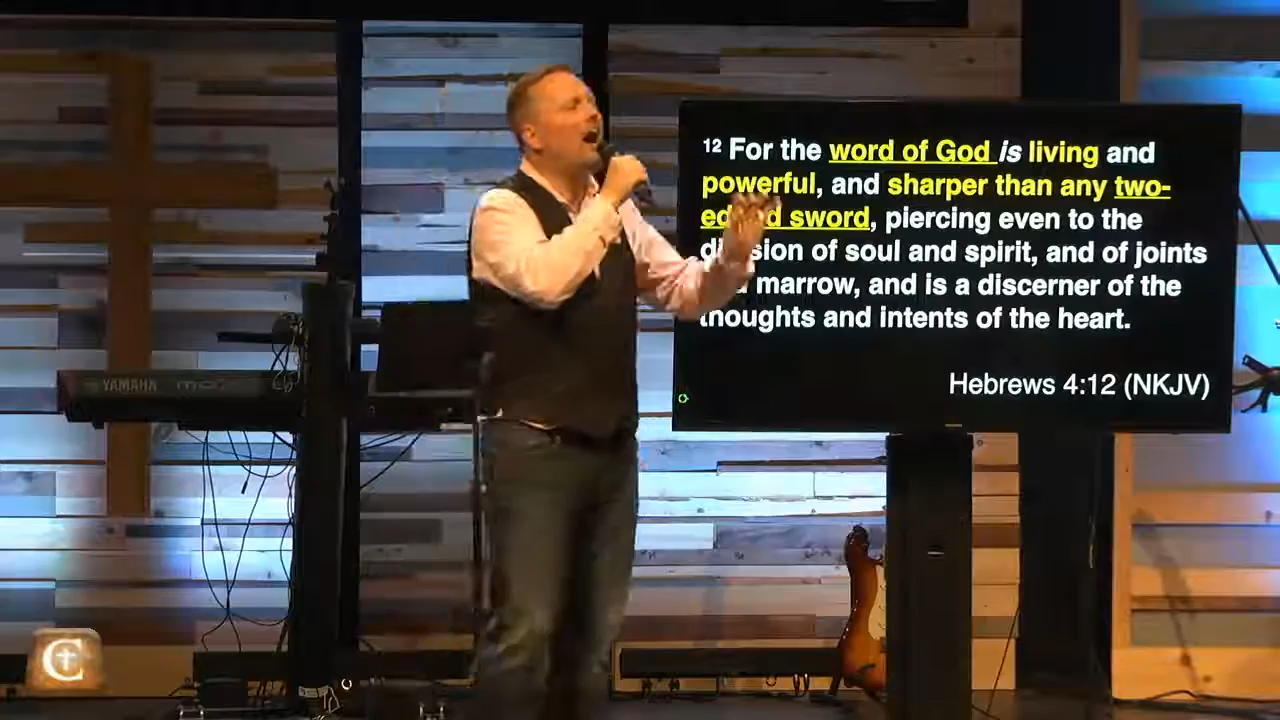 12 For the word of God is living and
powerful, and sharper than any two-
sword, piercing even to the
of soul and spirit, and of joints
marrow, and is a discerner of the
thoughts and intents of the heart.
Hebrews 4:12 (NKJV)
YAMAHA
C